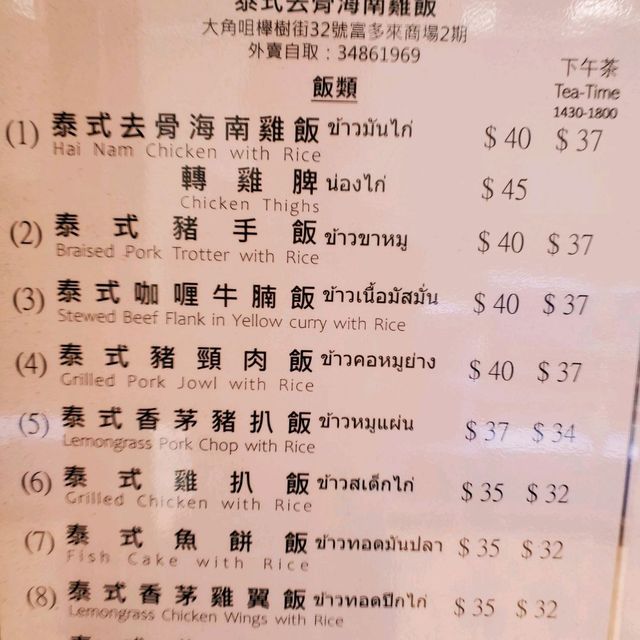 泰式去骨海南雞飯
大角咀櫸樹街32號富多來商場2期
外賣自取：34861969
飯類
下午茶
Tea-Time
1430-1800
(1) 泰式去骨海南雞飯 ข้าวมันไก่ $ 40 $ 37
Hai Nam Chicken with Rice
轉雞脾 น่องไก่ $ 45
Chicken Thighs
(2) 泰式豬手飯 ข้าวขาหมู $ 40 $ 37
Braised Pork Trotter with Rice
(3) 泰式咖喱牛腩飯 ข้าวเนื้อมัสมั่น $ 40 $ 37
Stewed Beef Flank in Yellow curry with Rice
(4) 泰式豬頸肉飯 ข้าวคอหมูย่าง $ 40 $ 37
Grilled Pork Jowl with Rice
(5) 泰式香茅豬扒飯 ข้าวหมูแผ่น $ 37 $ 34
Lemongrass Pork Chop with Rice
(6) 泰式雞扒飯 ข้าวสเต็กไก่ $ 35 $ 32
Grilled Chicken with Rice
(7) 泰式魚餅飯 ข้าวทอดมันปลา $ 35 $ 32
Fish Cake with Rice
(8) 泰式香茅雞翼飯 ข้าวทอดปีกไก่ $ 35 $ 32
Lemongrass Chicken Wings with Rice